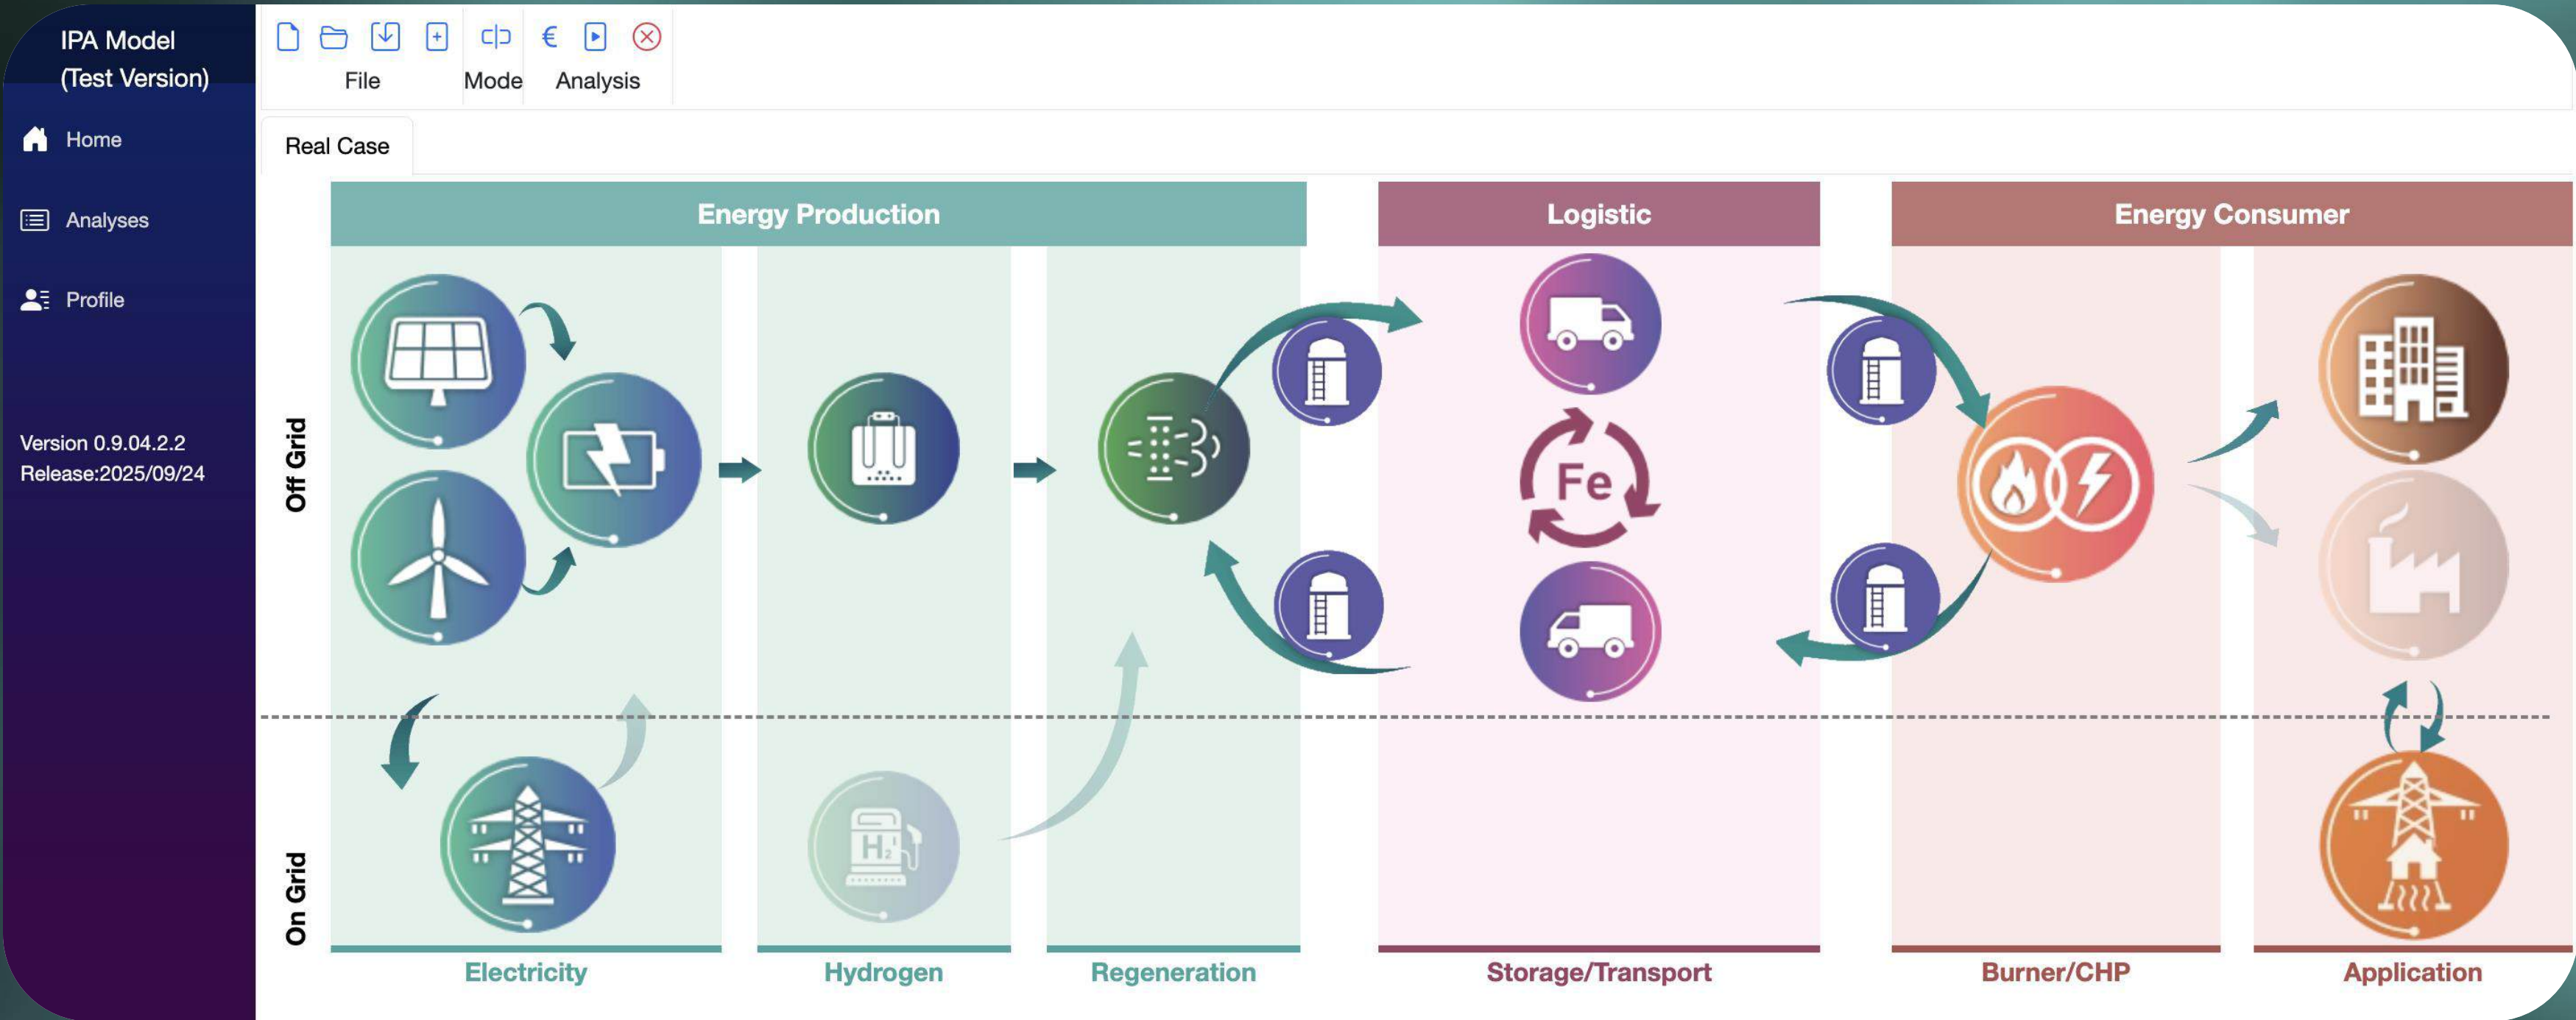 IPA Model
(Test Version)
Home
Analyses
Profile
Version 0.9.04.2.2
Release:2025/09/24
File
Mode
Analysis
Real Case
Energy Production
Logistic
Energy Consumer
Off Grid
Fe
On Grid
H2
Electricity
Hydrogen
Regeneration
Storage/Transport
Burner/CHP
Application